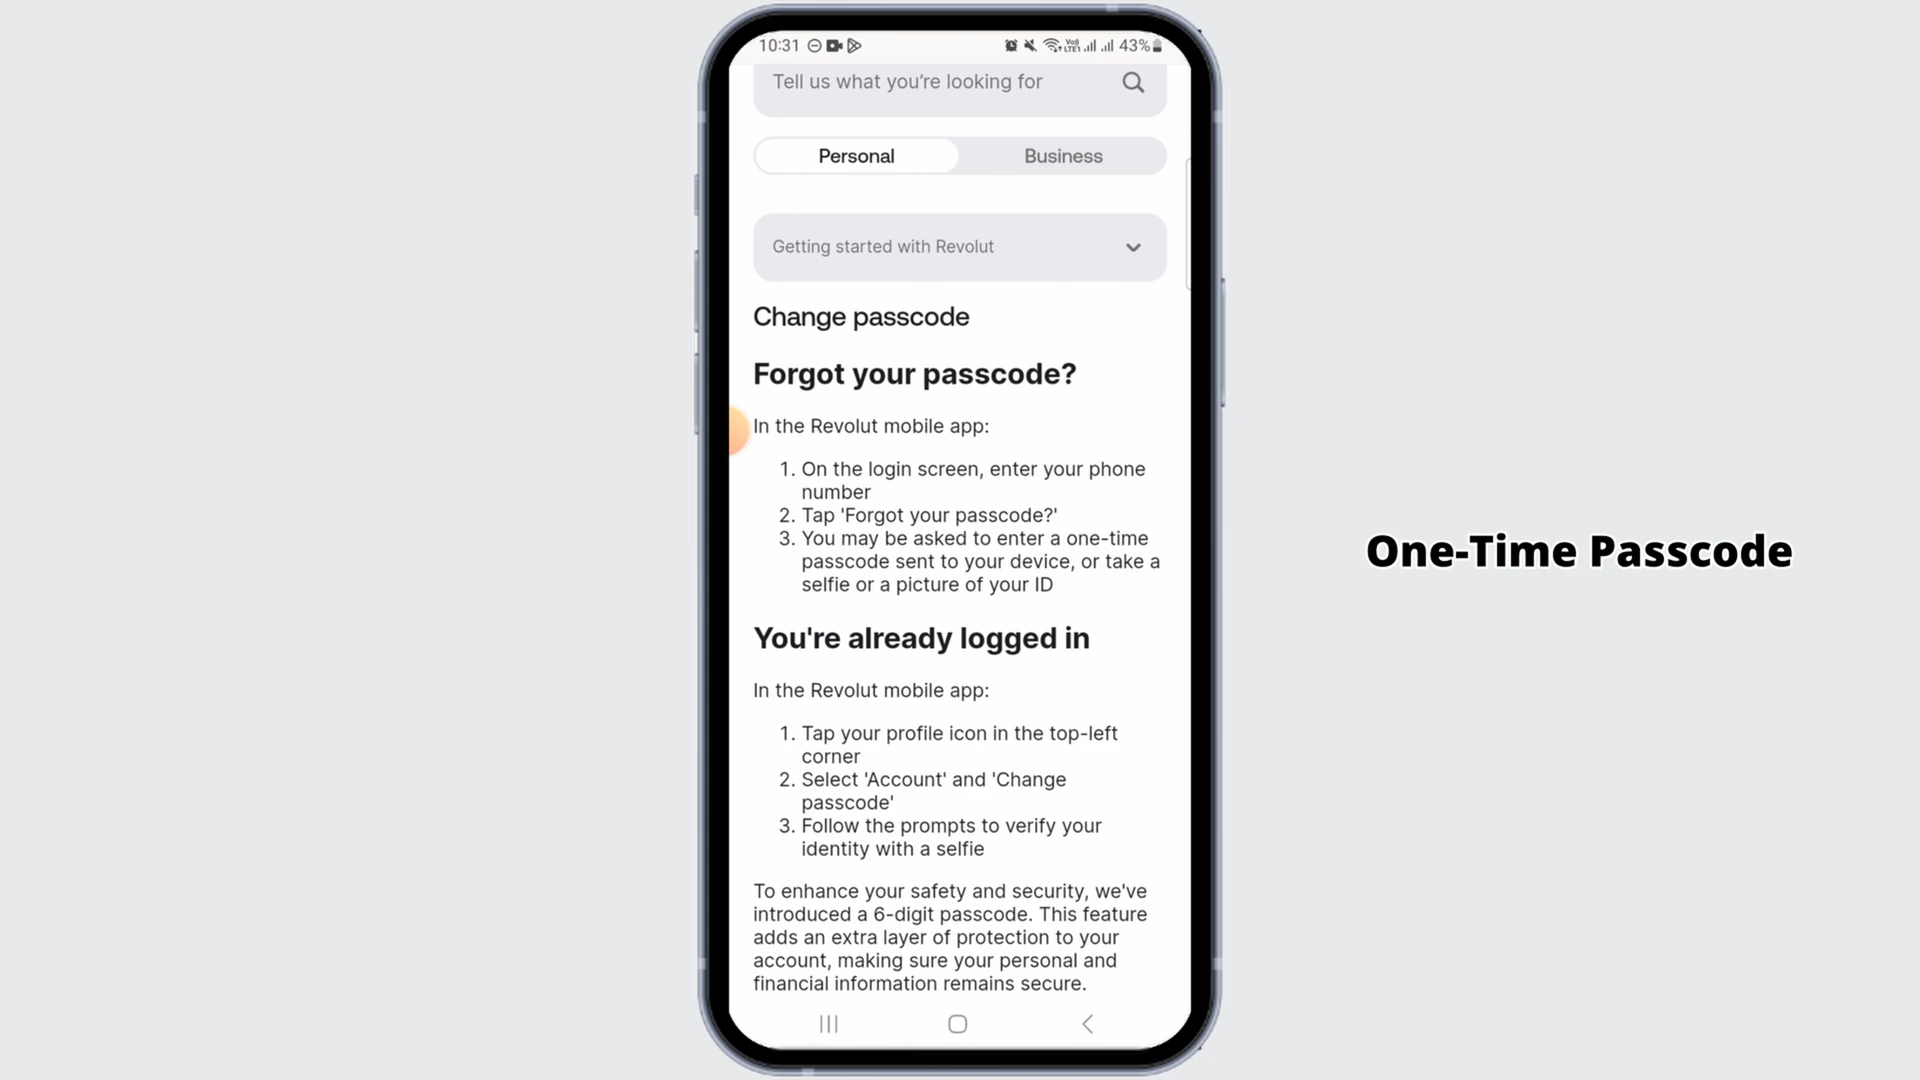 10:31
43%
Tell us what you're looking for
Personal
Business
Getting started with Revolut
Change passcode
Forgot your passcode?
In the Revolut mobile app:
1. On the login screen, enter your phone
number
2. Tap 'Forgot your passcode?'
3. You may be asked to enter a one-time
passcode sent to your device, or take a
selfie or a picture of your ID
You're already logged in
In the Revolut mobile app:
1. Tap your profile icon in the top-left
corner
2. Select 'Account' and 'Change
passcode'
3. Follow the prompts to verify your
identity with a selfie
To enhance your safety and security, we've
introduced a 6-digit passcode. This feature
adds an extra layer of protection to your
account, making sure your personal and
financial information remains secure.
One-Time Passcode